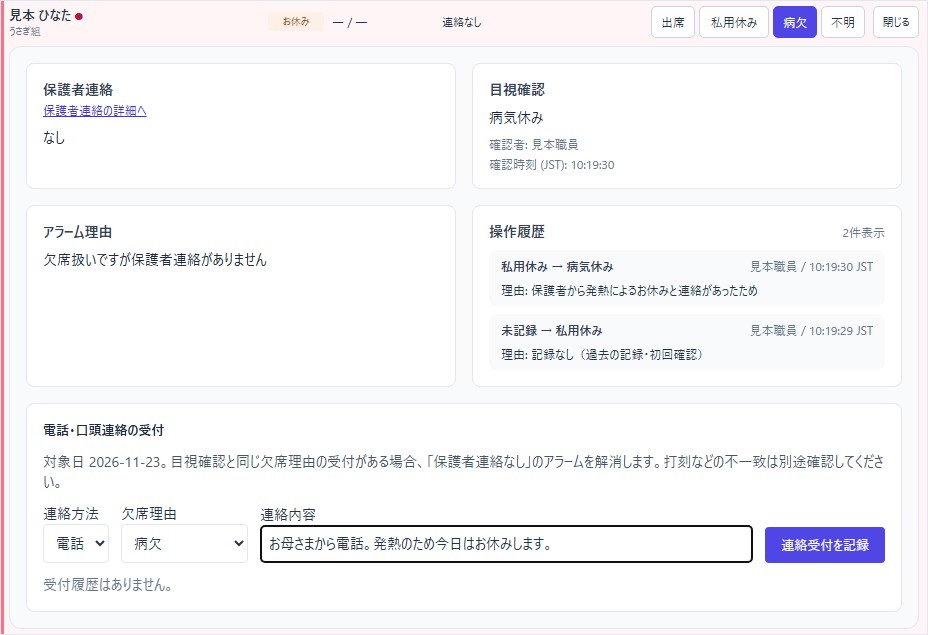 見本 ひなた
うさぎ組
お休み — / — 連絡なし 出席 私用休み 病欠 不明 閉じる
保護者連絡
保護者連絡の詳細へ
なし
目視確認
病気休み
確認者: 見本職員
確認時刻 (JST): 10:19:30
アラーム理由
欠席扱いですが保護者連絡がありません
操作履歴 2件表示
私用休み → 病気休み 見本職員 / 10:19:30 JST
理由: 保護者から発熱によるお休みと連絡があったため
未記録 → 私用休み 見本職員 / 10:19:29 JST
理由: 記録なし（過去の記録・初回確認）
電話・口頭連絡の受付
対象日 2026-11-23。目視確認と同じ欠席理由の受付がある場合、「保護者連絡なし」のアラームを解消します。打刻などの不一致は別途確認してくださ
い。
連絡方法 欠席理由 連絡内容
電話 病欠 お母さまから電話。発熱のため今日はお休みします。 連絡受付を記録
受付履歴はありません。